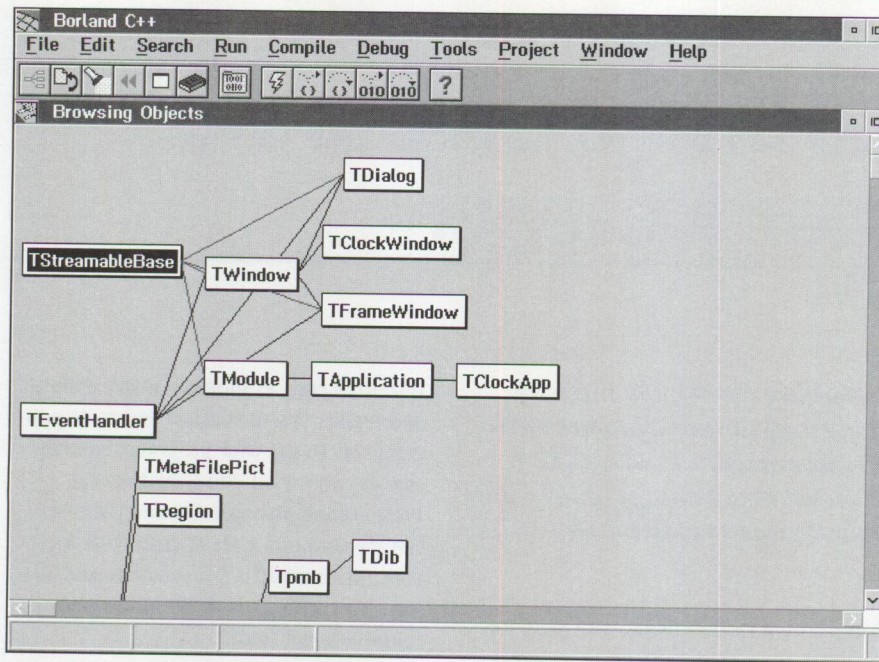 Borland C++
File Edit Search Run Compile Debug Tools Project Window Help
Browsing Objects
TDialog
TClockWindow
TStreamableBase
TWindow
TFrameWindow
TModule
TApplication
TClockApp
TEventHandler
TMetaFilePict
TRegion
TDib
Tpmb